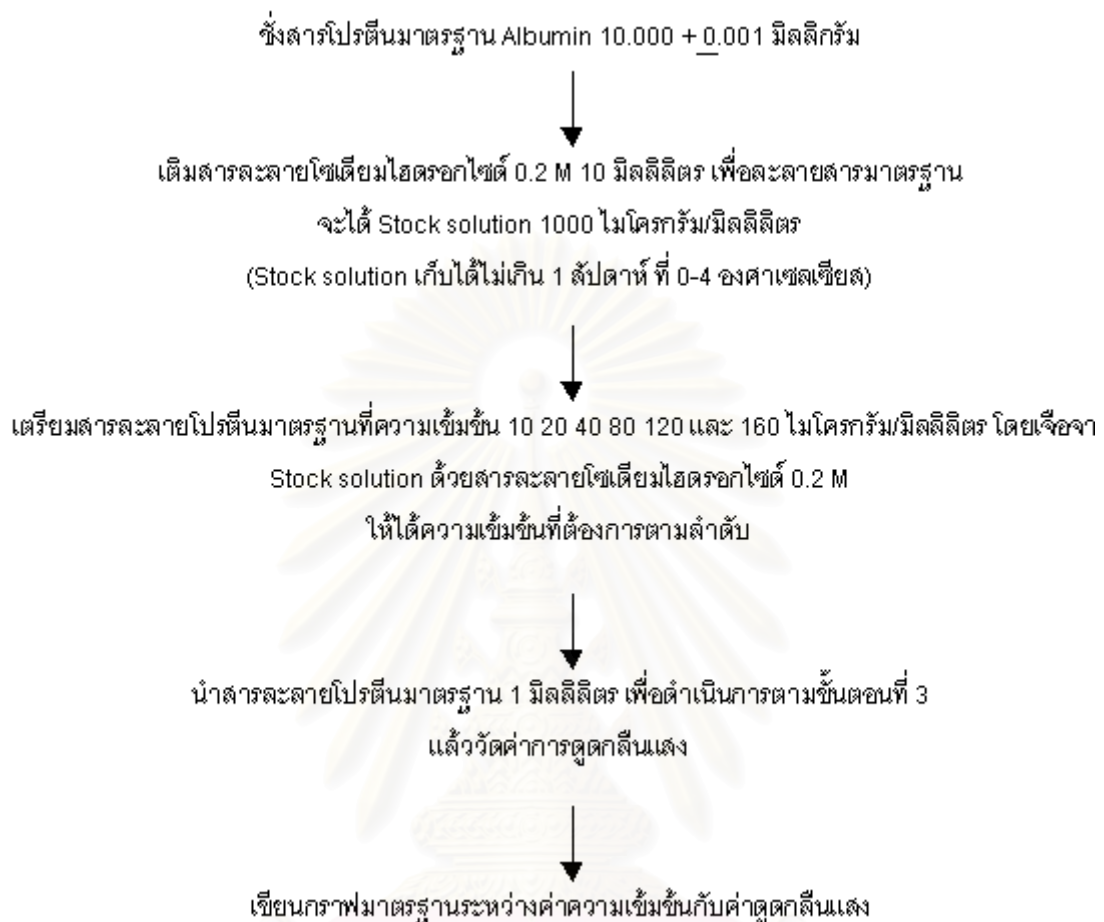 ชั่งสารโปรตีนมาตรฐาน Albumin 10.000 + 0.001 มิลลิกรัม
เติมสารละลายโซเดียมไฮดรอกไซด์ 0.2 M 10 มิลลิลิตร เพื่อละลายสารมาตรฐาน
จะได้ Stock solution 1000 ไมโครกรัม/มิลลิลิตร
(Stock solution เก็บได้ไม่เกิน 1 สัปดาห์ ที่ 0-4 องศาเซลเซียส)
เตรียมสารละลายโปรตีนมาตรฐานที่ความเข้มข้น 10 20 40 80 120 และ 160 ไมโครกรัม/มิลลิลิตร โดยเจือจา
Stock solution ด้วยสารละลายโซเดียมไฮดรอกไซด์ 0.2 M
ให้ได้ความเข้มข้นที่ต้องการตามลำดับ
นำสารละลายโปรตีนมาตรฐาน 1 มิลลิลิตร เพื่อดำเนินการตามขั้นตอนที่ 3
แล้ววัดค่าการดูดกลืนแสง
เขียนกราฟมาตรฐานระหว่างค่าความเข้มข้นกับค่าดูดกลืนแสง